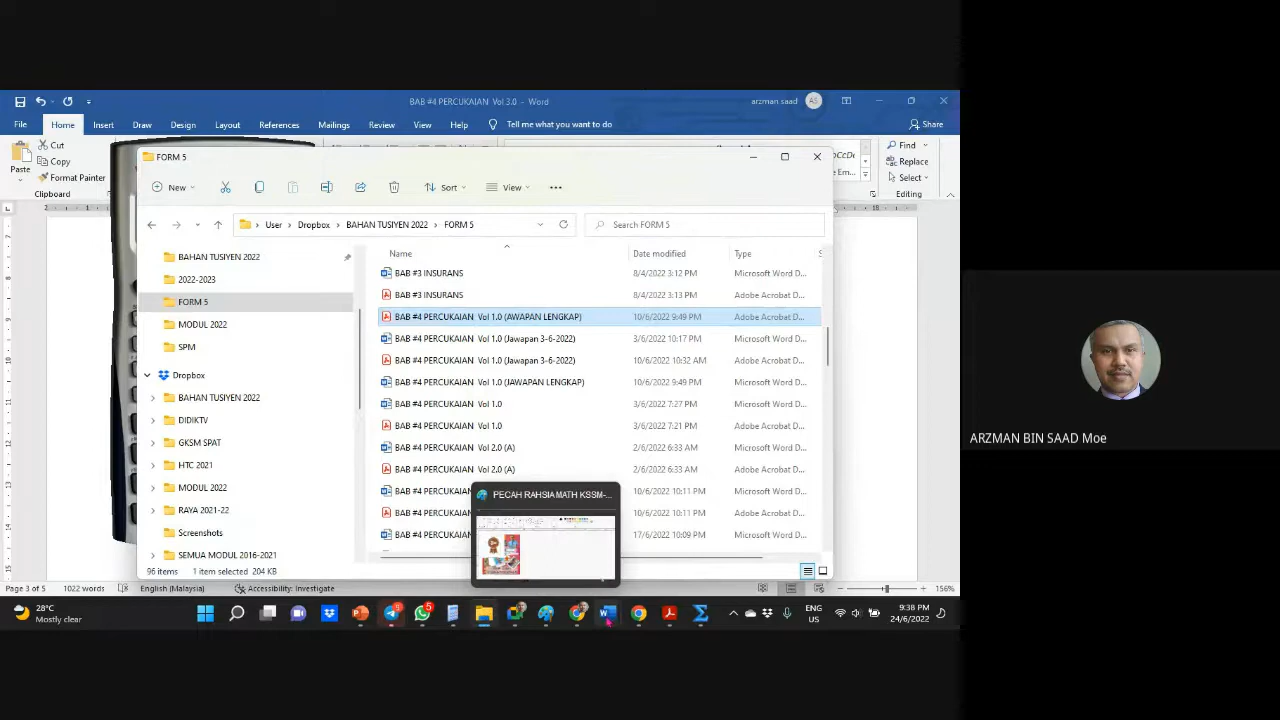 BAB #4 PERCUKAIAN Vol 3.0 - Word
arzman saad
AS
File Home Insert Draw Design Layout References Mailings Review View Help Tell me what you want to do
Share
Cut
Copy
Paste
Format Painter
Clipboard
Find
Replace
Select
Editing
FORM 5
New
Sort
View
User > Dropbox > BAHAN TUSIYEN 2022 > FORM 5
Search FORM 5
Name Date modified Type
BAHAN TUSIYEN 2022
2022-2023
FORM 5
MODUL 2022
SPM
Dropbox
BAHAN TUSIYEN 2022
DIDIKTV
GKSM SPAT
HTC 2021
MODUL 2022
RAYA 2021-22
Screenshots
SEMUA MODUL 2016-2021
BAB #3 INSURANS 8/4/2022 3:12 PM Microsoft Word D...
BAB #3 INSURANS 8/4/2022 3:13 PM Adobe Acrobat D...
BAB #4 PERCUKAIAN Vol 1.0 (AWAPAN LENGKAP) 10/6/2022 9:49 PM Adobe Acrobat D...
BAB #4 PERCUKAIAN Vol 1.0 (Jawapan 3-6-2022) 3/6/2022 10:17 PM Microsoft Word D...
BAB #4 PERCUKAIAN Vol 1.0 (Jawapan 3-6-2022) 10/6/2022 10:32 AM Adobe Acrobat D...
BAB #4 PERCUKAIAN Vol 1.0 (JAWAPAN LENGKAP) 10/6/2022 9:49 PM Microsoft Word D...
BAB #4 PERCUKAIAN Vol 1.0 3/6/2022 7:27 PM Microsoft Word D...
BAB #4 PERCUKAIAN Vol 1.0 3/6/2022 7:21 PM Adobe Acrobat D...
BAB #4 PERCUKAIAN Vol 2.0 (A) 2/6/2022 6:33 AM Microsoft Word D...
BAB #4 PERCUKAIAN Vol 2.0 (A) 2/6/2022 6:33 AM Adobe Acrobat D...
BAB #4 PERCUKAIAN 10/6/2022 10:11 PM Microsoft Word D...
BAB #4 PERCUKAIAN 10/6/2022 10:11 PM Adobe Acrobat D...
BAB #4 PERCUKAIAN 17/6/2022 10:09 PM Microsoft Word D...
PECAH RAHSIA MATH KSSM-...
96 items 1 item selected 204 KB
Page 3 of 5 1022 words English (Malaysia) Accessibility: Investigate 156%
28°C
Mostly clear
ENG
US
9:38 PM
24/6/2022
ARZMAN BIN SAAD Moe